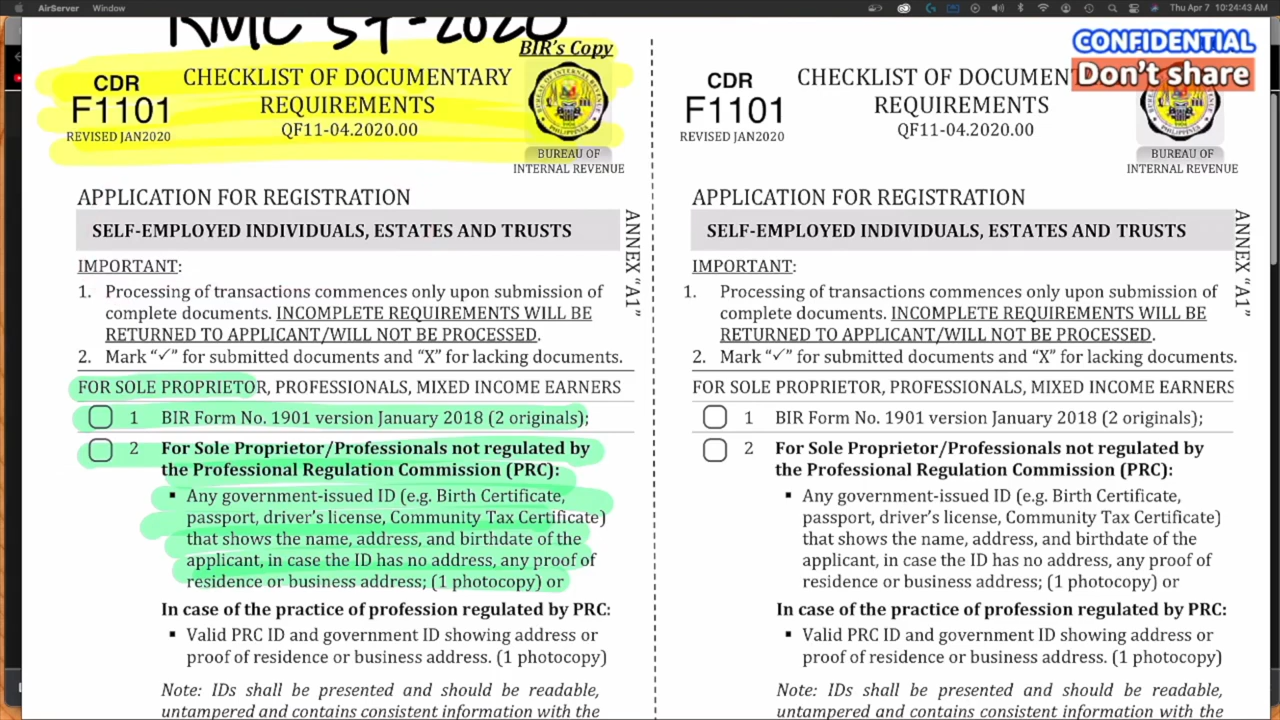 AirServer Window
Thu Apr 7 10:24:43 AM
CONFIDENTIAL
Don't share
RMC 57-2020
BIR's Copy
CDR
F1101
REVISED JAN2020
CHECKLIST OF DOCUMENTARY
REQUIREMENTS
QF11-04.2020.00
BUREAU OF
INTERNAL REVENUE
APPLICATION FOR REGISTRATION
SELF-EMPLOYED INDIVIDUALS, ESTATES AND TRUSTS
ANNEX "A1"
IMPORTANT:
1. Processing of transactions commences only upon submission of
complete documents. INCOMPLETE REQUIREMENTS WILL BE
RETURNED TO APPLICANT/WILL NOT BE PROCESSED.
2. Mark "✓" for submitted documents and "X" for lacking documents.
FOR SOLE PROPRIETOR, PROFESSIONALS, MIXED INCOME EARNERS
1 BIR Form No. 1901 version January 2018 (2 originals);
2 For Sole Proprietor/Professionals not regulated by
the Professional Regulation Commission (PRC):
▪ Any government-issued ID (e.g. Birth Certificate,
passport, driver's license, Community Tax Certificate)
that shows the name, address, and birthdate of the
applicant, in case the ID has no address, any proof of
residence or business address; (1 photocopy) or
In case of the practice of profession regulated by PRC:
▪ Valid PRC ID and government ID showing address or
proof of residence or business address. (1 photocopy)
Note: IDs shall be presented and should be readable,
untampered and contains consistent information with the
CDR
F1101
REVISED JAN2020
CHECKLIST OF DOCUMEN
REQUIREMENTS
QF11-04.2020.00
BUREAU OF
INTERNAL REVENUE
APPLICATION FOR REGISTRATION
SELF-EMPLOYED INDIVIDUALS, ESTATES AND TRUSTS
ANNEX "A1"
IMPORTANT:
1. Processing of transactions commences only upon submission of
complete documents. INCOMPLETE REQUIREMENTS WILL BE
RETURNED TO APPLICANT/WILL NOT BE PROCESSED.
2. Mark "✓" for submitted documents and "X" for lacking documents.
FOR SOLE PROPRIETOR, PROFESSIONALS, MIXED INCOME EARNERS
1 BIR Form No. 1901 version January 2018 (2 originals);
2 For Sole Proprietor/Professionals not regulated by
the Professional Regulation Commission (PRC):
▪ Any government-issued ID (e.g. Birth Certificate,
passport, driver's license, Community Tax Certificate)
that shows the name, address, and birthdate of the
applicant, in case the ID has no address, any proof of
residence or business address; (1 photocopy) or
In case of the practice of profession regulated by PRC:
▪ Valid PRC ID and government ID showing address or
proof of residence or business address. (1 photocopy)
Note: IDs shall be presented and should be readable,
untampered and contains consistent information with the